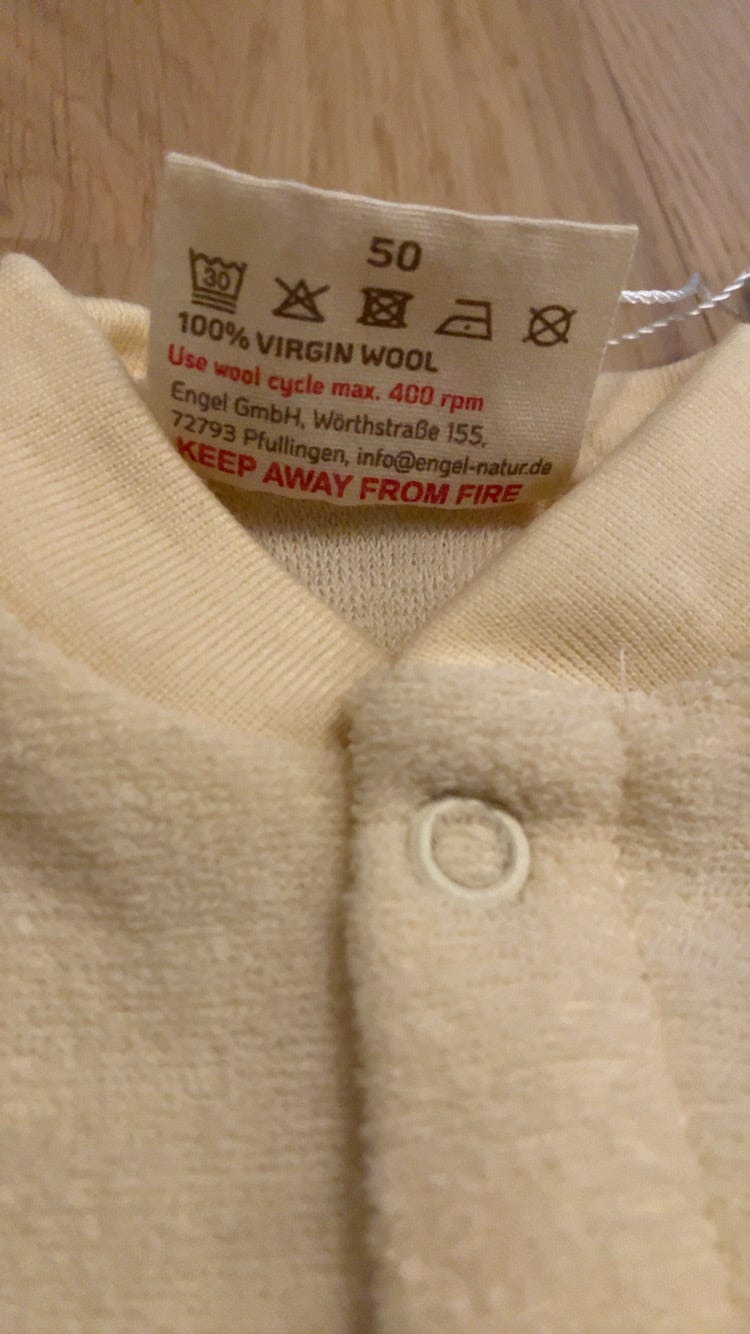 50
30
100% VIRGIN WOOL
Use wool cycle max. 400 rpm
Engel GmbH, Wörthstraße 155,
72793 Pfullingen, info@engel-natur.de
KEEP AWAY FROM FIRE